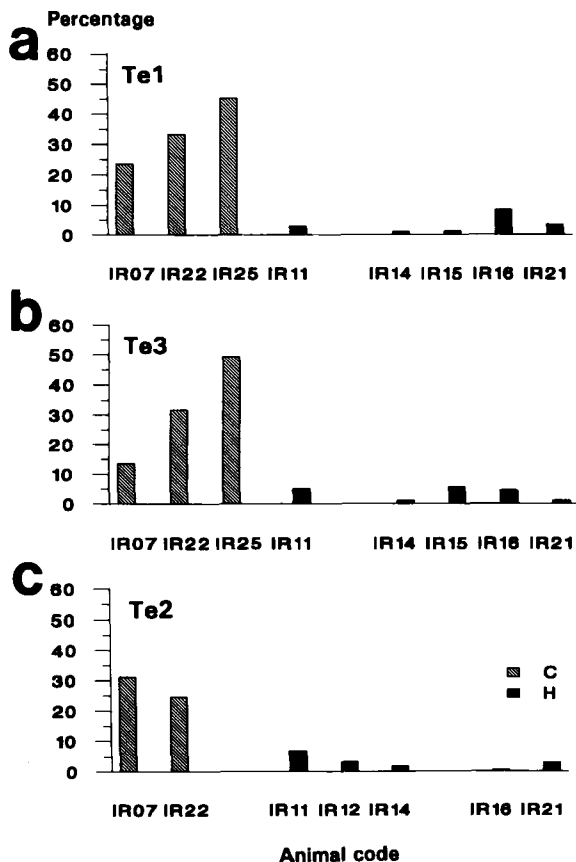 Percentage
a
Te1
60
50
40
30
20
10
0
IR07 IR22 IR25 IR11 IR14 IR15 IR16 IR21
b
Te3
60
50
40
30
20
10
0
IR07 IR22 IR25 IR11 IR14 IR15 IR16 IR21
c
Te2
60
50
40
30
20
10
0
C
H
IR07 IR22 IR11 IR12 IR14 IR16 IR21
Animal code